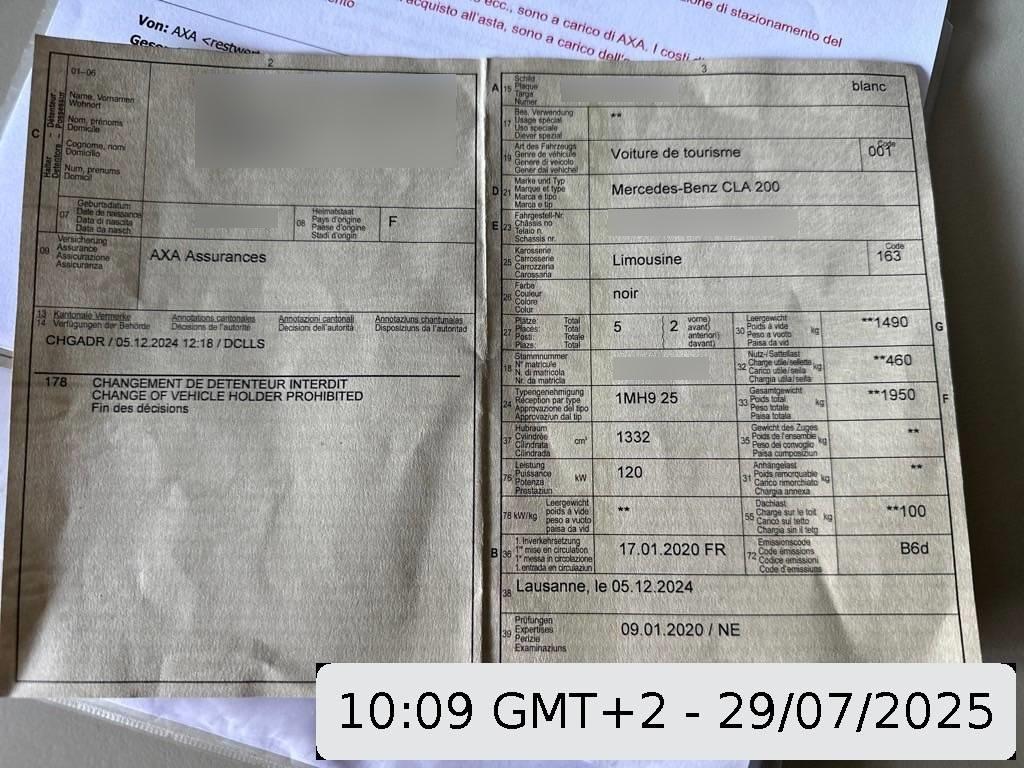 ecc., sono a carico di AXA. I costi
one di stazionamento del
acquisto all'asta, sono a carico dell'
Von: AXA <restwer
2
01–06
Name, Vornamen
Wohnort
Nom, prénoms
Domicile
Cognome, nomi
Domicilio
Num, prenums
Domicil
C
Halter – Détenteur
Detentore – Possessur
07
Geburtsdatum
Date de naissance
Data di nascita
Data da nasch.
08
Heimatstaat
Pays d'origine
Paese d'origine
Stadi d'origin
F
09
Versicherung
Assurance
Assicurazione
Assicuranza
AXA Assurances
13
14
Kantonale Vermerke
Verfügungen der Behörde
Annotations cantonales
Décisions de l'autorité
Annotazioni cantonali
Decisioni dell'autorità
Annotaziuns chantunalas
Disposiziuns da l'autoritad
CHGADR / 05.12.2024 12:18 / DCLLS
178 CHANGEMENT DE DETENTEUR INTERDIT
CHANGE OF VEHICLE HOLDER PROHIBITED
Fin des décisions
3
A 15
Schild
Plaque
Targa
Numer
blanc
17
Bes. Verwendung
Usage spécial
Uso speciale
Diever spezial
**
19
Art des Fahrzeugs
Genre de véhicule
Genere di veicolo
Gener dal vehichel
Voiture de tourisme
Code
001
D 21
Marke und Typ
Marque et type
Marca e tipo
Marca e tip
Mercedes-Benz CLA 200
E 23
Fahrgestell-Nr.
Châssis no
Telaio n.
Schassis nr.
25
Karosserie
Carrosserie
Carrozzeria
Carossaria
Limousine
Code
163
26
Farbe
Couleur
Colore
Colur
noir
27
Plätze: Total
Places: Total
Posti: Totale
Plazs: Total
5
2
vorne)
avant)
anteriori)
davant)
30
Leergewicht
Poids à vide
Peso a vuoto
Paisa da vid
kg
**1490
G
18
Stammnummer
N° matricule
N. di matricola
Nr. da matricla
32
Nutz-/Sattellast
Charge utile/sellette
Carico utile/sella
Chargia utila/sella
kg
**460
24
Typengenehmigung
Réception par type
Approvazione del tipo
Approvaziun dal tip
1MH9 25
33
Gesamtgewicht
Poids total
Peso totale
Paisa totala
kg
**1950
F
37
Hubraum
Cylindrée
Cilindrata
Cilindrada
cm³
1332
35
Gewicht des Zuges
Poids de l'ensemble
Peso del convoglio
Paisa cumposiziun
kg
**
76
Leistung
Puissance
Potenza
Prestaziun
kW
120
31
Anhängelast
Poids remorquable
Carico rimorchiato
Chargia annexa
kg
**
78 kW/kg
Leergewicht
poids à vide
peso a vuoto
paisa da vid
**
55
Dachlast
Charge sur le toit
Carico sul tetto
Chargia sin il tetg
kg
**100
B 36
1. Inverkehrsetzung
1re mise en circulation
1a messa in circolazione
1. entrada en circulaziun
17.01.2020 FR
72
Emissionscode
Code émissions
Codice emissioni
Code d'emissiuns
B6d
38
Lausanne, le 05.12.2024
39
Prüfungen
Expertises
Perizie
Examinaziuns
09.01.2020 / NE
10:09 GMT+2 - 29/07/2025